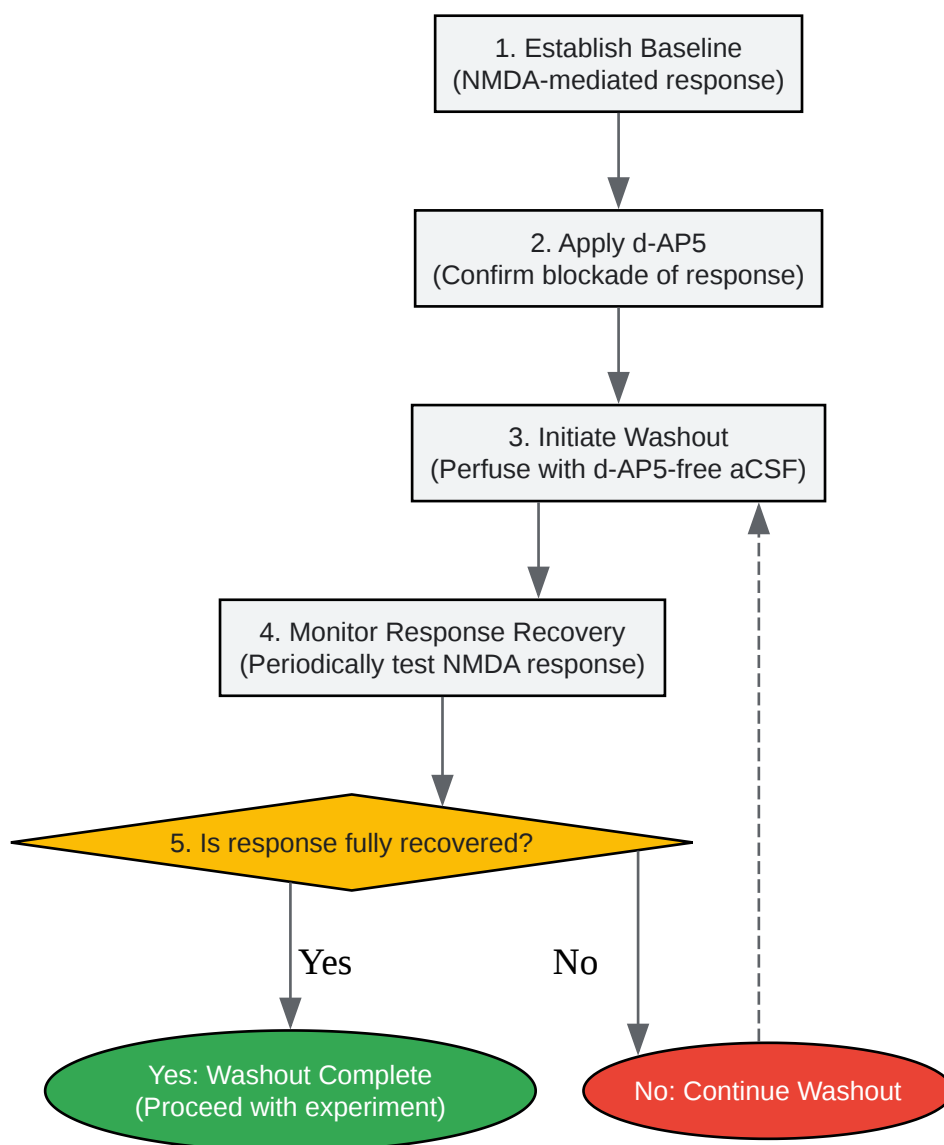 1. Establish Baseline
(NMDA-mediated response)
2. Apply d-AP5
(Confirm blockade of response)
3. Initiate Washout
(Perfuse with d-AP5-free aCSF)
4. Monitor Response Recovery
(Periodically test NMDA response)
5. Is response fully recovered?
Yes
No
Yes: Washout Complete
(Proceed with experiment)
No: Continue Washout